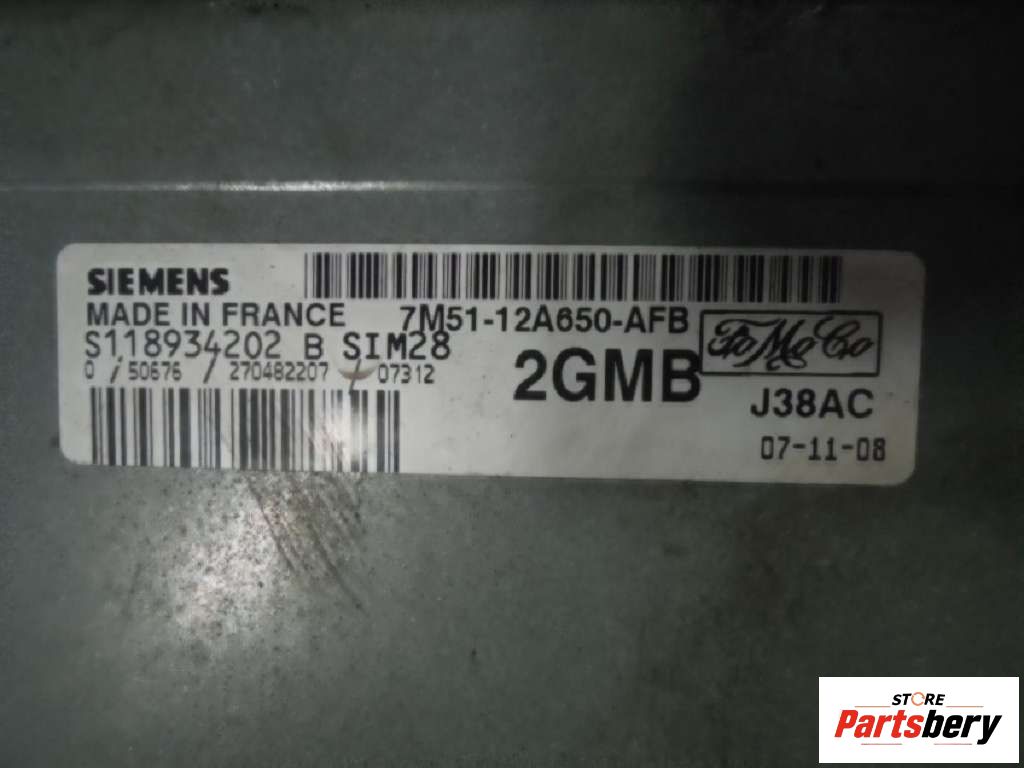 SIEMENS
MADE IN FRANCE 7M51-12A650-AFB
S118934202 B SIM28
FoMoCo
0 / 50676 / 270482207 / 07312
2GMB
J38AC
07-11-08
STORE
Partsbery